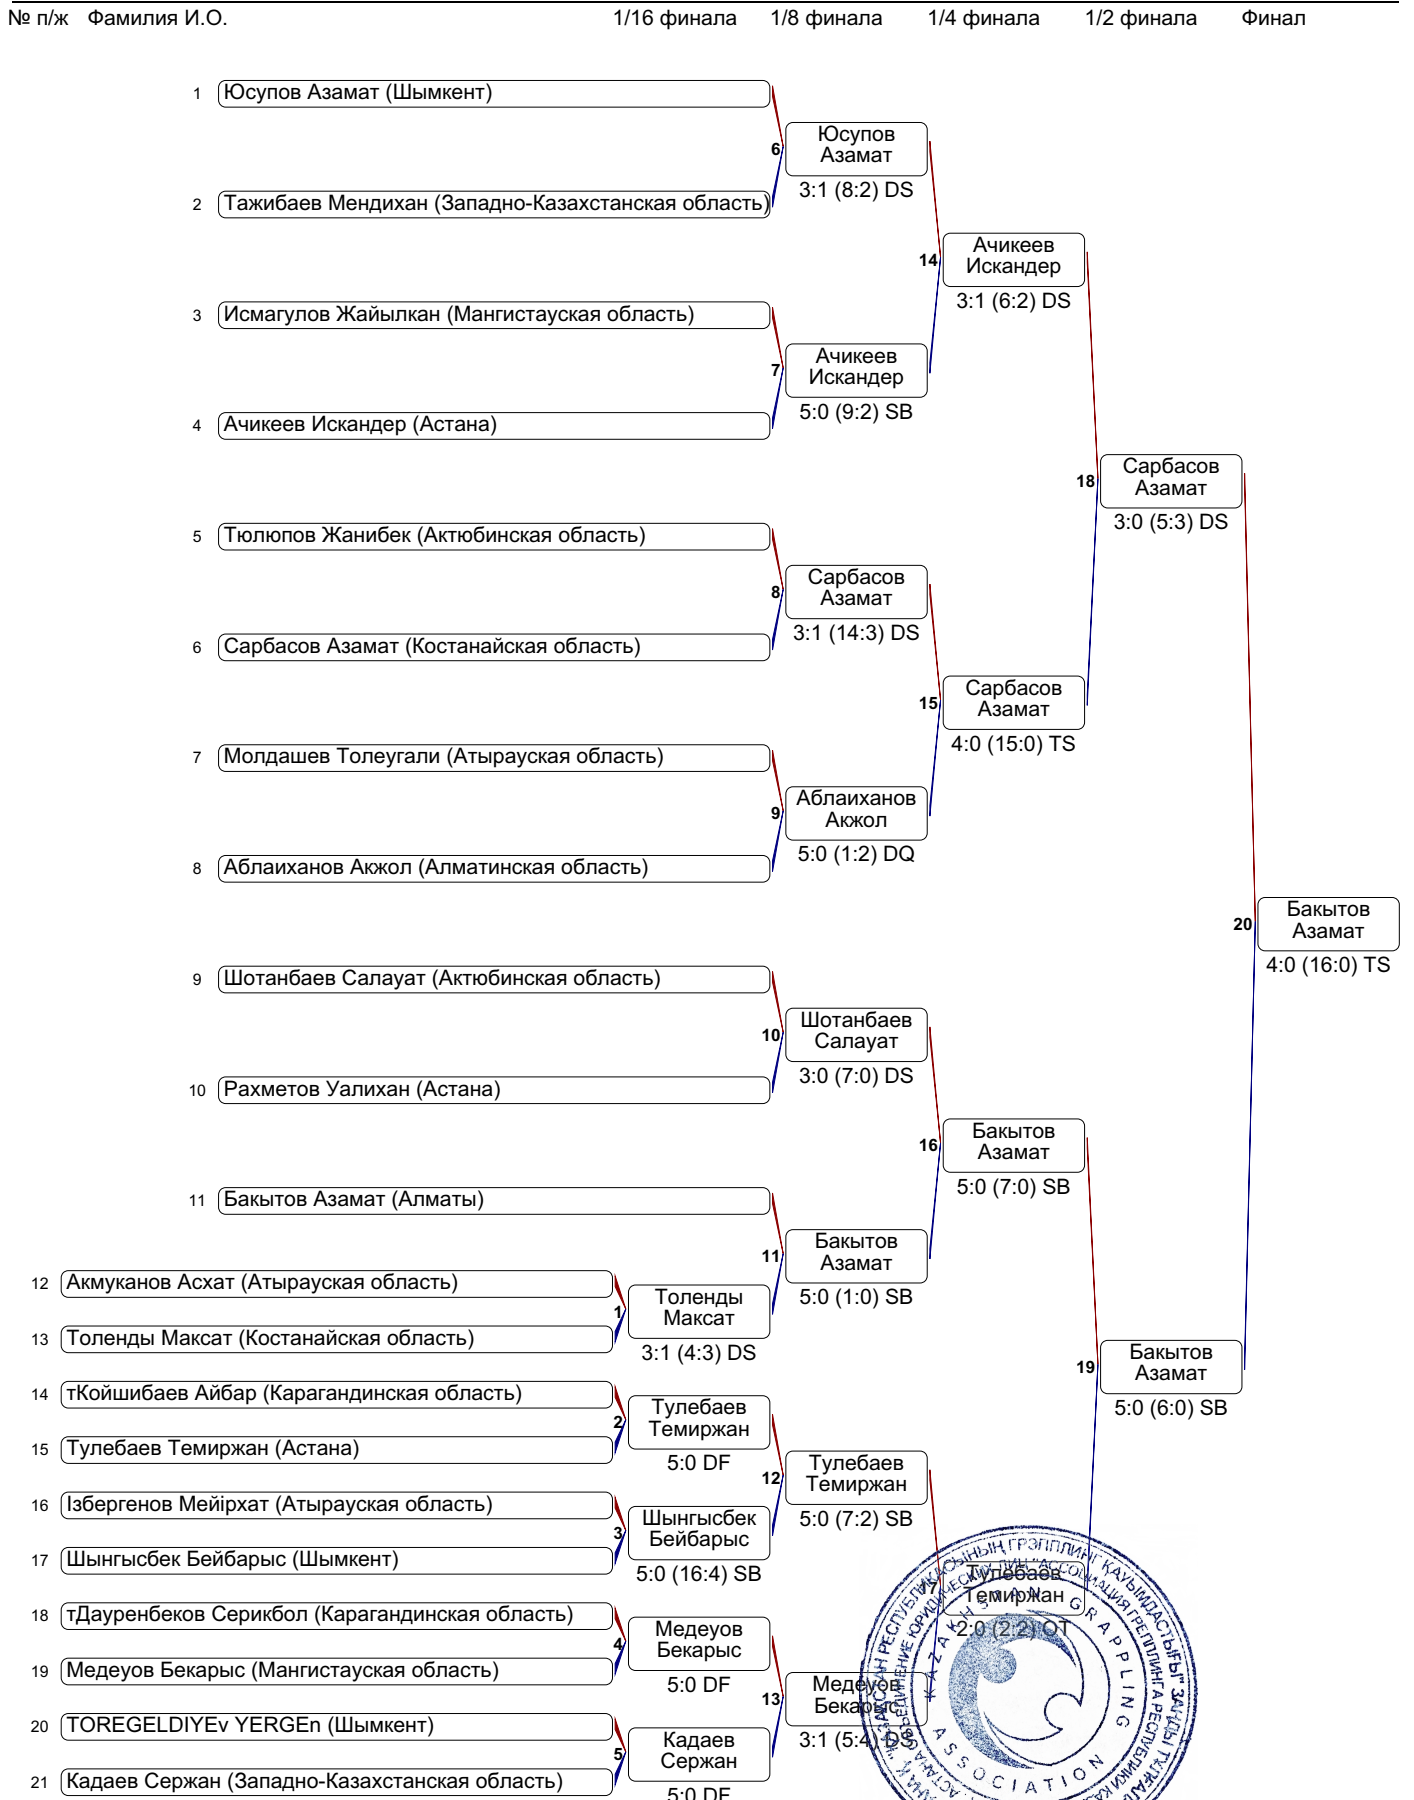 № п/ж Фамилия И.О. 1/16 финала 1/8 финала 1/4 финала 1/2 финала Финал
1 Юсупов Азамат (Шымкент)
6 Юсупов
Азамат
3:1 (8:2) DS
2 Тажибаев Мендихан (Западно-Казахстанская область)
14 Ачикеев
Искандер
3:1 (6:2) DS
3 Исмагулов Жайылкан (Мангистауская область)
7 Ачикеев
Искандер
5:0 (9:2) SB
4 Ачикеев Искандер (Астана)
18 Сарбасов
Азамат
3:0 (5:3) DS
5 Тюлюпов Жанибек (Актюбинская область)
8 Сарбасов
Азамат
3:1 (14:3) DS
6 Сарбасов Азамат (Костанайская область)
15 Сарбасов
Азамат
4:0 (15:0) TS
7 Молдашев Толеугали (Атырауская область)
9 Аблаиханов
Акжол
5:0 (1:2) DQ
8 Аблаиханов Акжол (Алматинская область)
20 Бакытов
Азамат
4:0 (16:0) TS
9 Шотанбаев Салауат (Актюбинская область)
10 Шотанбаев
Салауат
3:0 (7:0) DS
10 Рахметов Уалихан (Астана)
16 Бакытов
Азамат
5:0 (7:0) SB
11 Бакытов Азамат (Алматы)
11 Бакытов
Азамат
5:0 (1:0) SB
12 Акмуканов Асхат (Атырауская область)
1 Толенды
Максат
3:1 (4:3) DS
13 Толенды Максат (Костанайская область)
19 Бакытов
Азамат
5:0 (6:0) SB
14 тКойшибаев Айбар (Карагандинская область)
2 Тулебаев
Темиржан
5:0 DF
15 Тулебаев Темиржан (Астана)
12 Тулебаев
Темиржан
5:0 (7:2) SB
16 Ізбергенов Мейірхат (Атырауская область)
3 Шынгысбек
Бейбарыс
5:0 (16:4) SB
17 Шынгысбек Бейбарыс (Шымкент)
17 Тулебаев
Темиржан
2:0 (2:2) OT
18 тДауренбеков Серикбол (Карагандинская область)
4 Медеуов
Бекарыс
5:0 DF
19 Медеуов Бекарыс (Мангистауская область)
13 Медеуов
Бекарыс
3:1 (5:4) DS
20 TOREGELDIYEv YERGEn (Шымкент)
5 Кадаев
Сержан
5:0 DF
21 Кадаев Сержан (Западно-Казахстанская область)
GRAPPLING
ASSOCIATION